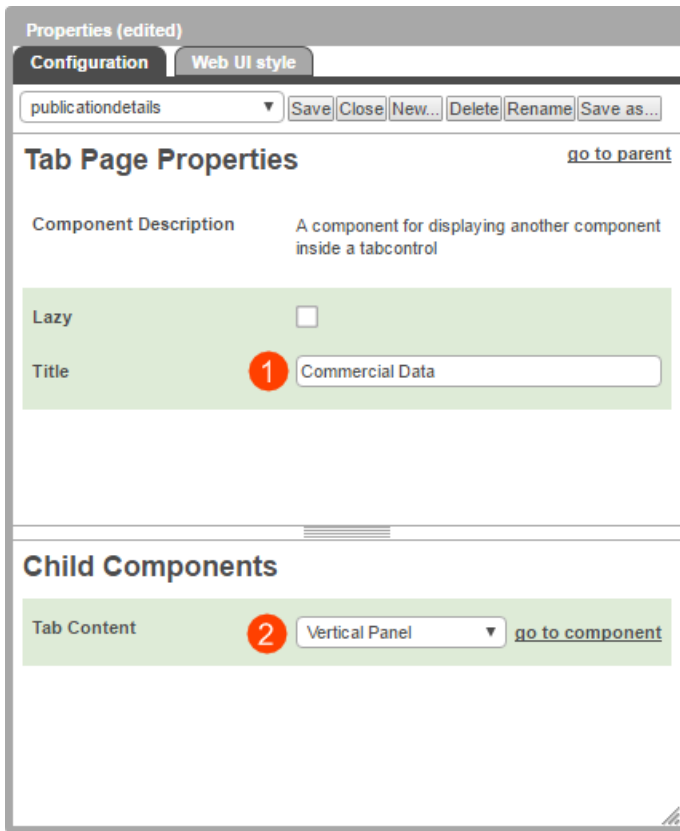 Properties (edited)
Configuration Web UI style
publicationdetails Save Close New... Delete Rename Save as...
Tab Page Properties go to parent
Component Description A component for displaying another component
inside a tabcontrol
Lazy
Title 1 Commercial Data
Child Components
Tab Content 2 Vertical Panel go to component